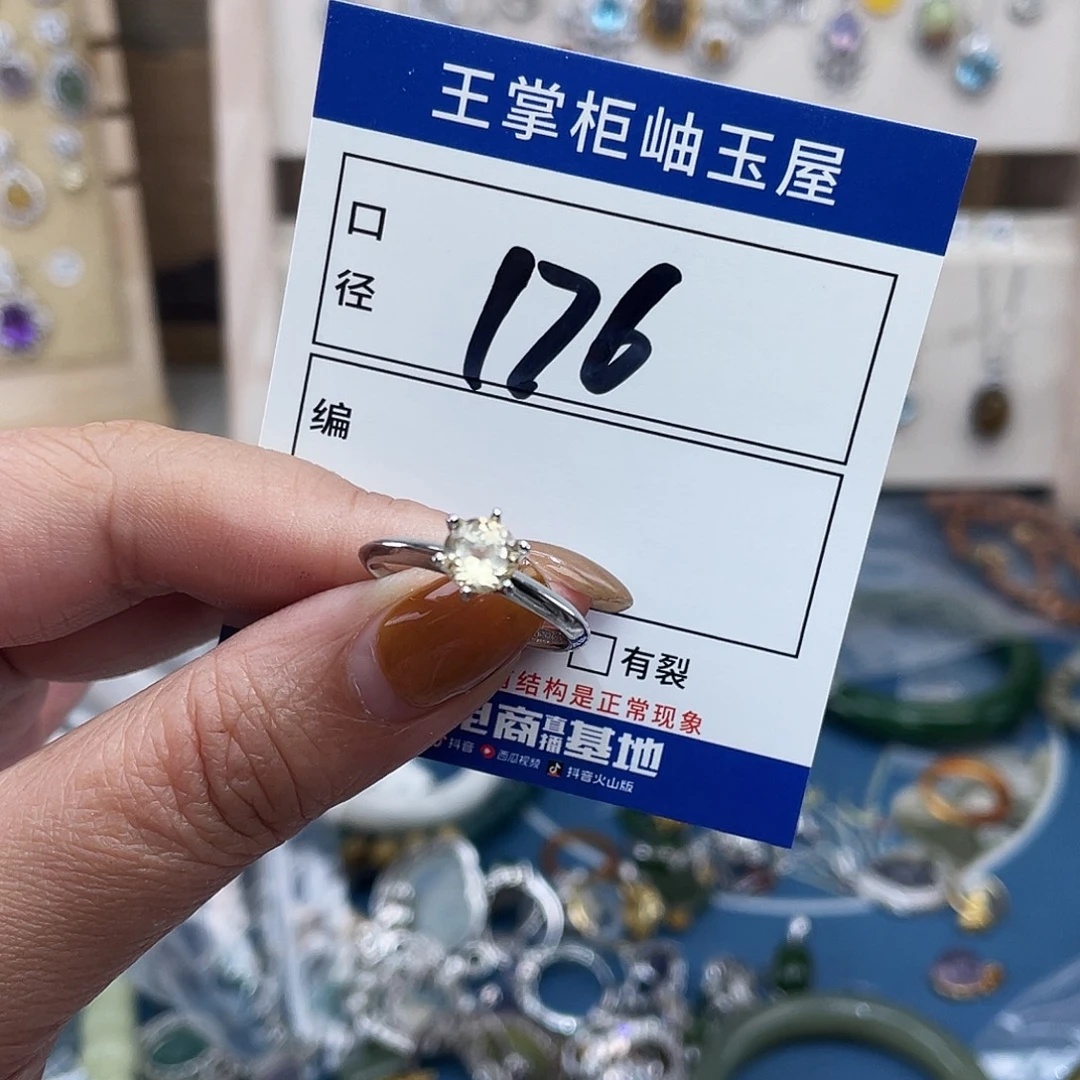 王掌柜岫玉屋
口径
176
编
有裂
结构是正常现象
电商直播基地
抖音 西瓜视频 抖音火山版